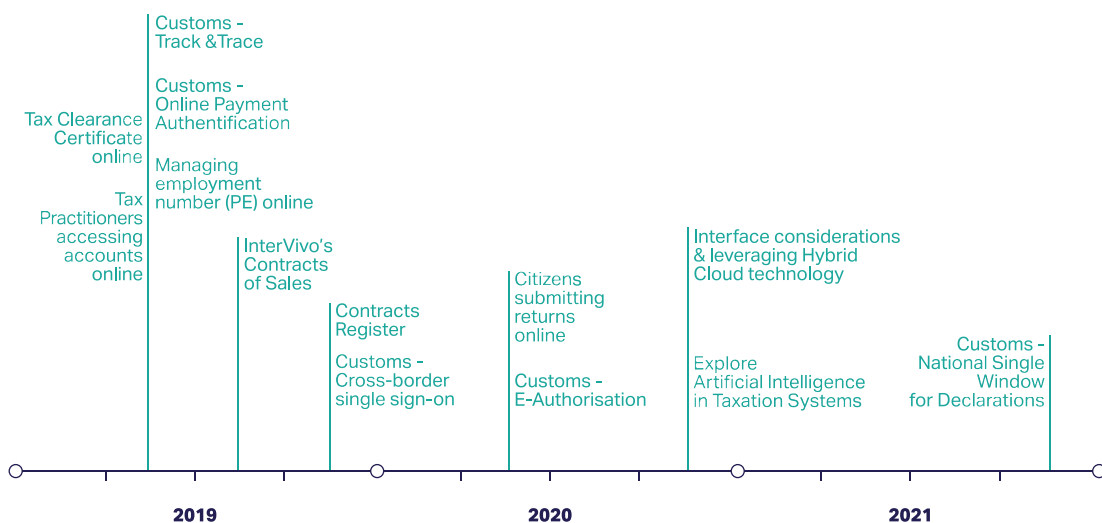 Customs -
Track &Trace
Customs -
Online Payment
Authentification
Tax Clearance
Certificate
online
Managing
employment
number (PE) online
Tax
Practitioners
accessing
accounts
online
InterVivo's
Contracts
of Sales
Contracts
Register
Customs -
Cross-border
single sign-on
Citizens
submitting
returns
online
Customs -
E-Authorisation
Interface considerations
& leveraging Hybrid
Cloud technology
Explore
Artificial Intelligence
in Taxation Systems
Customs -
National Single
Window
for Declarations
2019
2020
2021